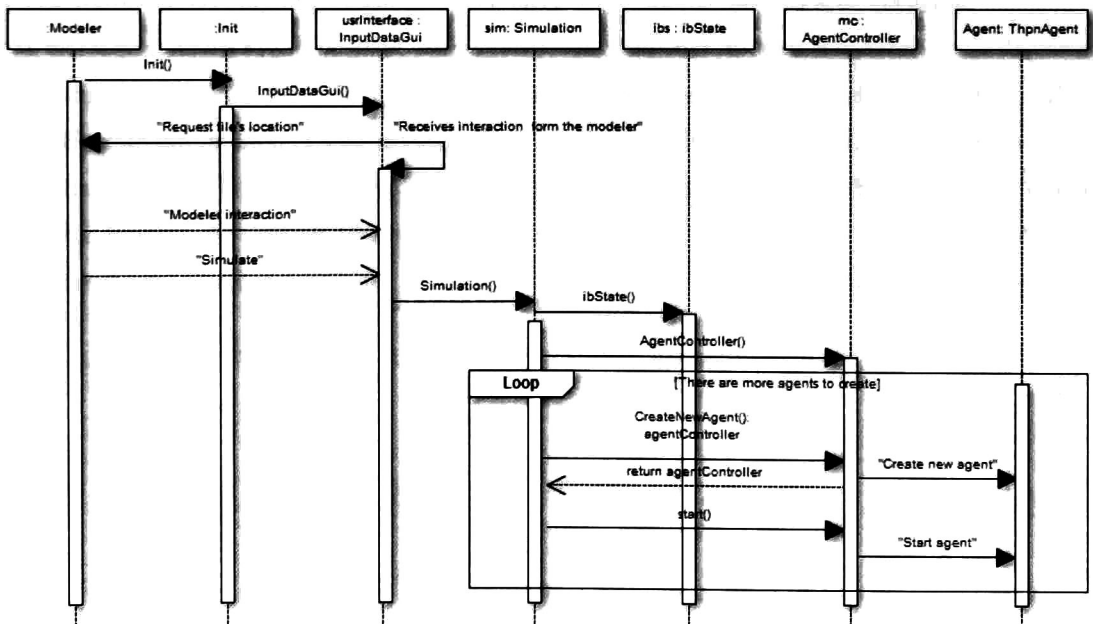 :Modeler
:Init
usrInterface :
InputDataGui
sim: Simulation
ibs : ibState
mc :
AgentController
Agent: ThpnAgent
Init()
InputDataGui()
"Request file's location"
"Receives interaction form the modeler"
"Modeler interaction"
"Simulate"
Simulation()
ibState()
AgentController()
Loop
[There are more agents to create]
CreateNewAgent():
agentController
"Create new agent"
return agentController
start()
"Start agent"